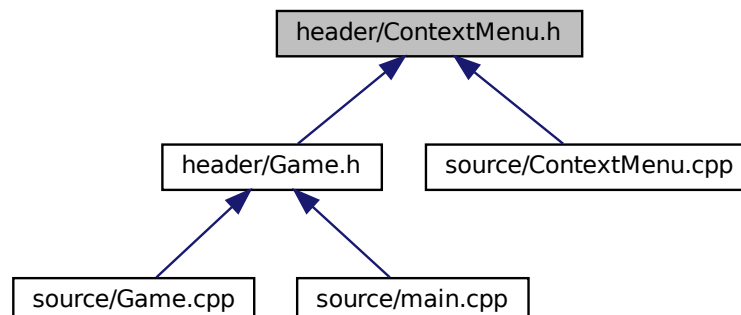 header/ContextMenu.h
header/Game.h
source/ContextMenu.cpp
source/Game.cpp
source/main.cpp